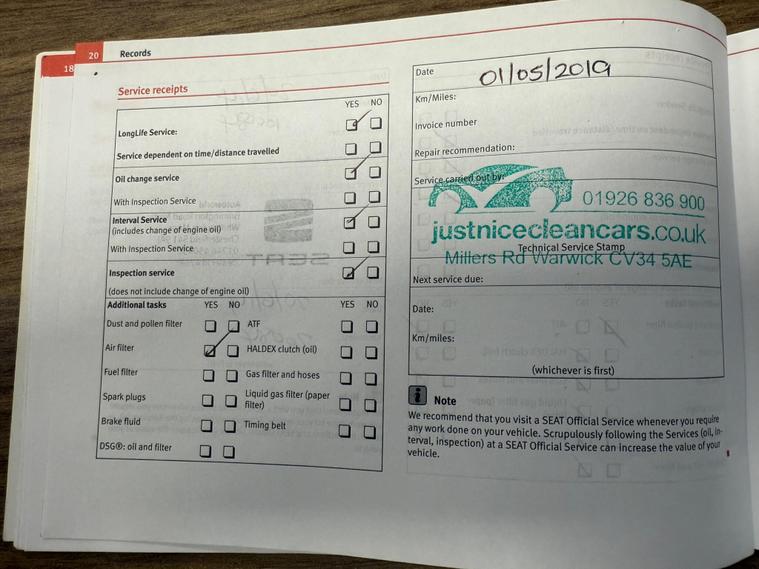 20 Records
18
Service receipts
YES NO
LongLife Service:
Service dependent on time/distance travelled
Oil change service
With Inspection Service
Interval Service
(includes change of engine oil)
With Inspection Service
Inspection service
(does not include change of engine oil)
Additional tasks YES NO YES NO
Dust and pollen filter ATF
Air filter HALDEX clutch (oil)
Fuel filter Gas filter and hoses
Spark plugs Liquid gas filter (paper
filter)
Brake fluid Timing belt
DSG®: oil and filter
Date 01/05/2019
Km/Miles:
Invoice number
Repair recommendation:
Service carried out by:
01926 836 900
justnicecleancars.co.uk
Technical Service Stamp
Millers Rd Warwick CV34 5AE
Next service due:
Date:
Km/miles:
(whichever is first)
i Note
We recommend that you visit a SEAT Official Service whenever you require
any work done on your vehicle. Scrupulously following the Services (oil, in-
terval, inspection) at a SEAT Official Service can increase the value of your
vehicle.